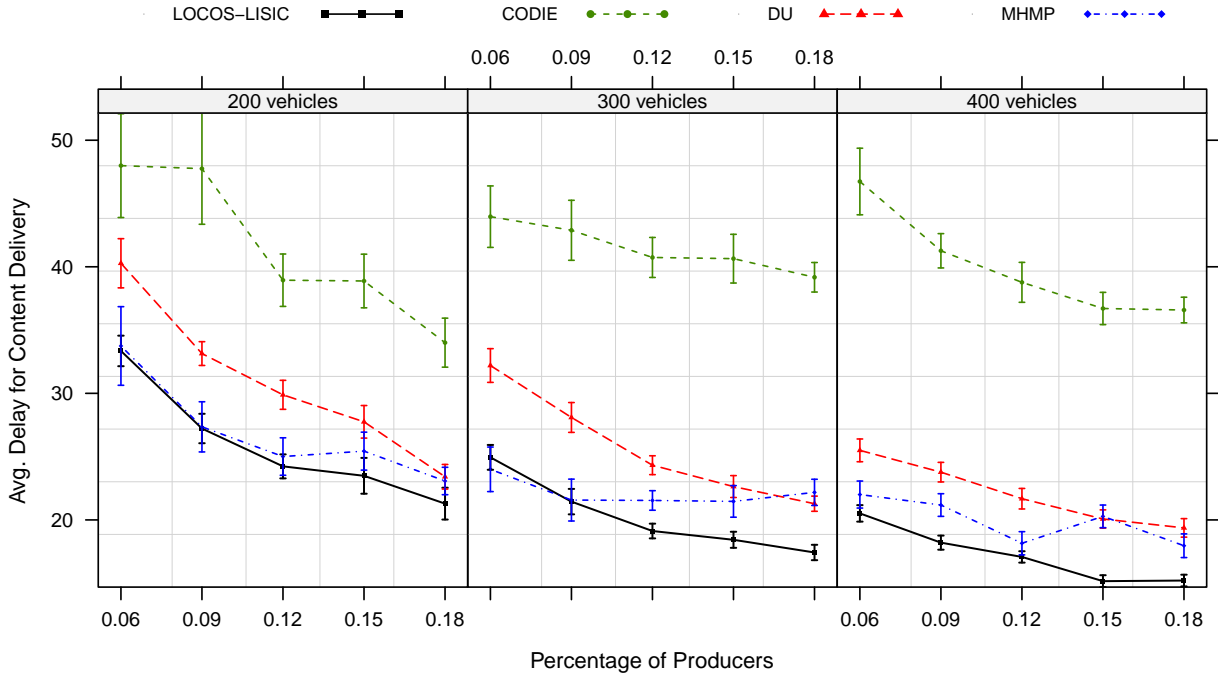 LOCOS−LISIC CODIE DU MHMP
0.06 0.09 0.12 0.15 0.18
200 vehicles 300 vehicles 400 vehicles
50
40
30
20
Avg. Delay for Content Delivery
0.06 0.09 0.12 0.15 0.18 0.06 0.09 0.12 0.15 0.18
Percentage of Producers